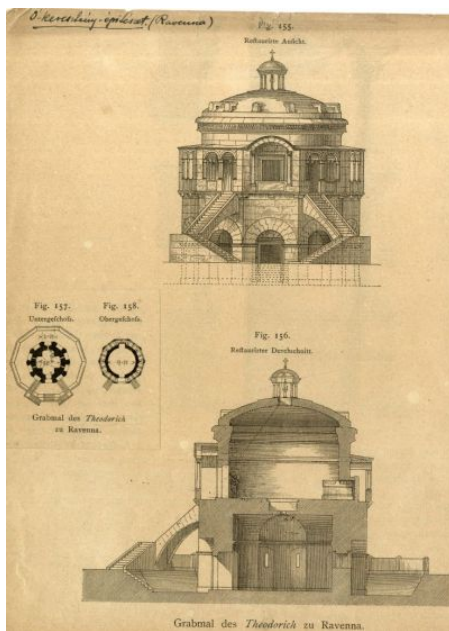 Ó. keresztény-épitészet. (Ravenna)
Fig. 155.
Reſtaurirte Anſicht.
Fig. 157.
Untergeſchoſs.
Fig. 158.
Obergeſchoſs.
Grabmal des Theodorich
zu Ravenna.
Fig. 156.
Reſtaurirter Durchſchnitt.
Grabmal des Theodorich zu Ravenna.